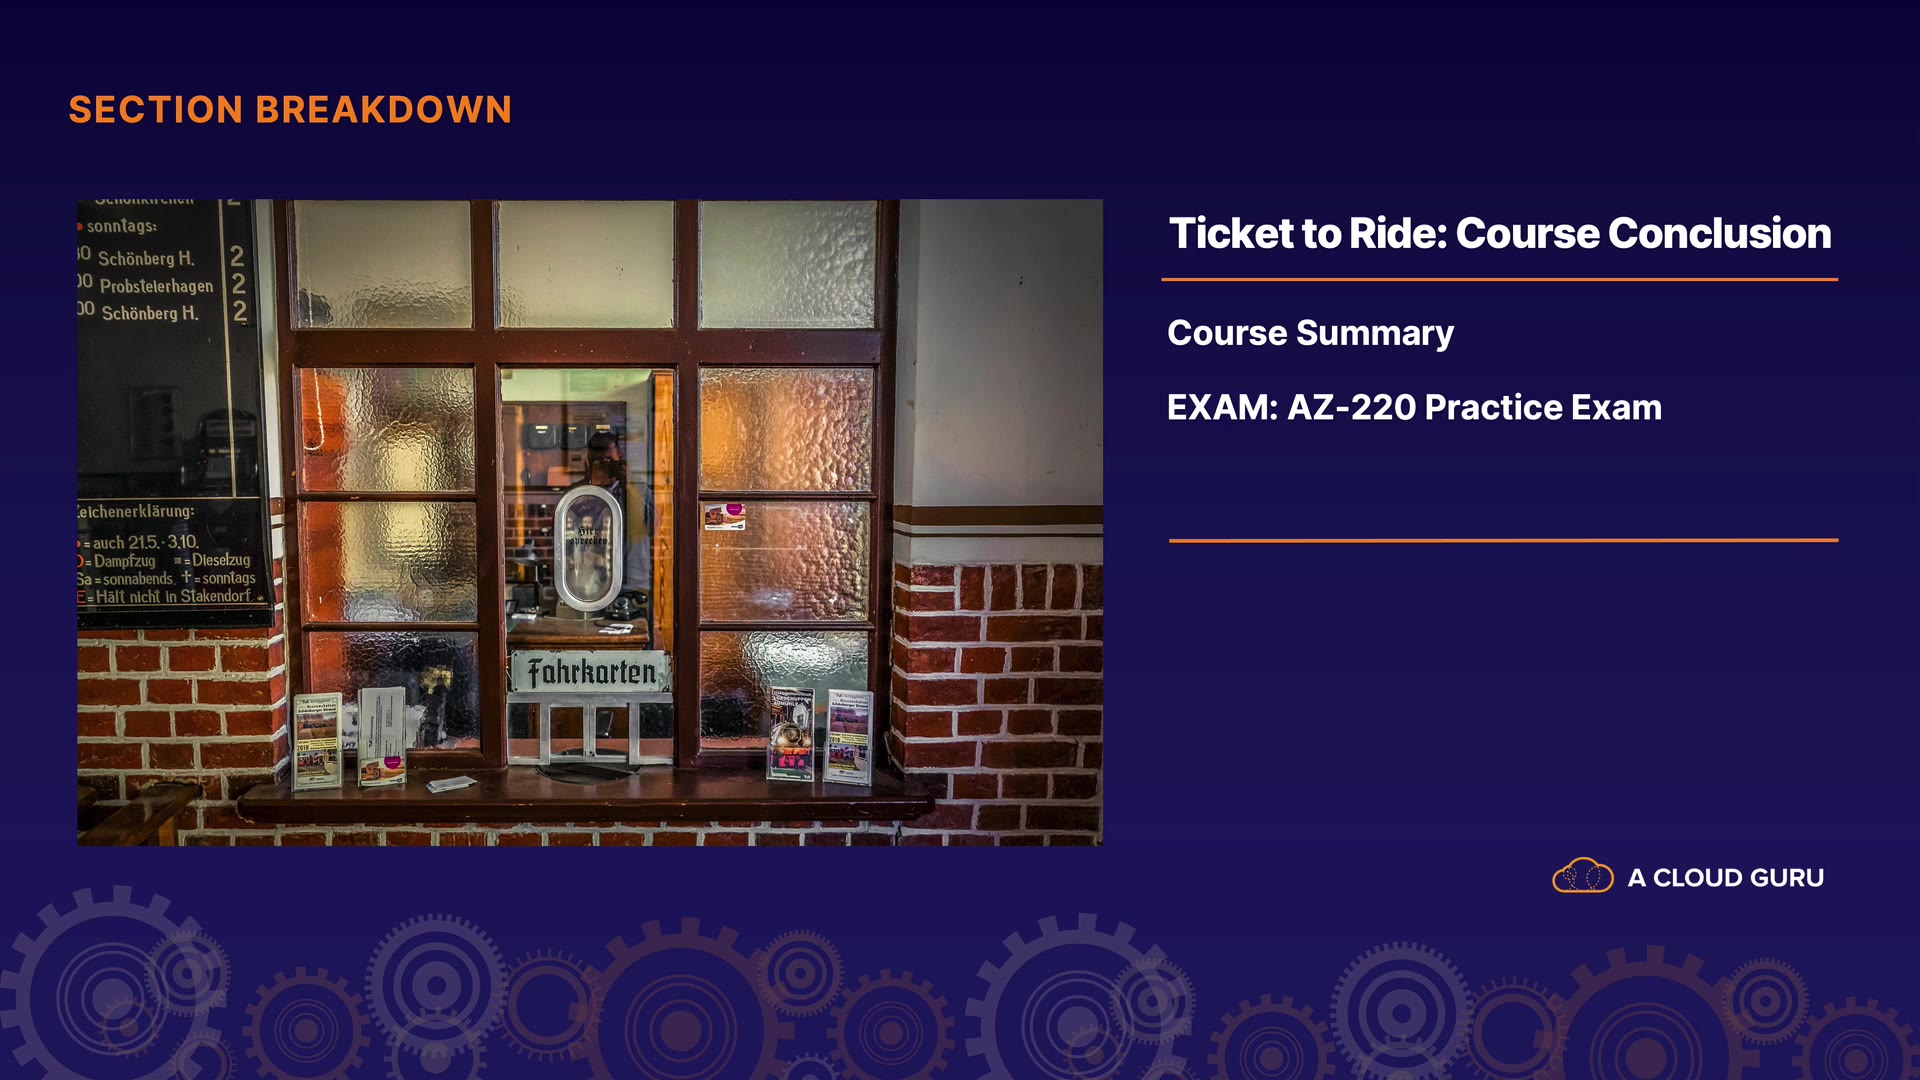 SECTION BREAKDOWN
sonntags:
Schönberg H. 2
Probsteierhagen 2
Schönberg H. 2
eichenerklärung:
= auch 21.5.-3.10.
= Dampfzug = Dieselzug
Sa = sonnabends. † = sonntags
E = Hält nicht in Stakendorf
Hier
sprechen
Fahrkarten
Ticket to Ride: Course Conclusion
Course Summary
EXAM: AZ-220 Practice Exam
A CLOUD GURU